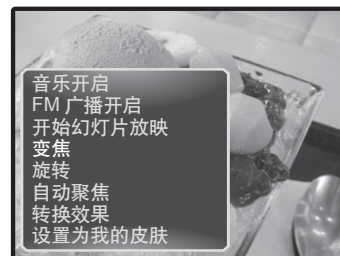 音乐开启
FM 广播开启
开始幻灯片放映
变焦
旋转
自动聚焦
转换效果
设置为我的皮肤